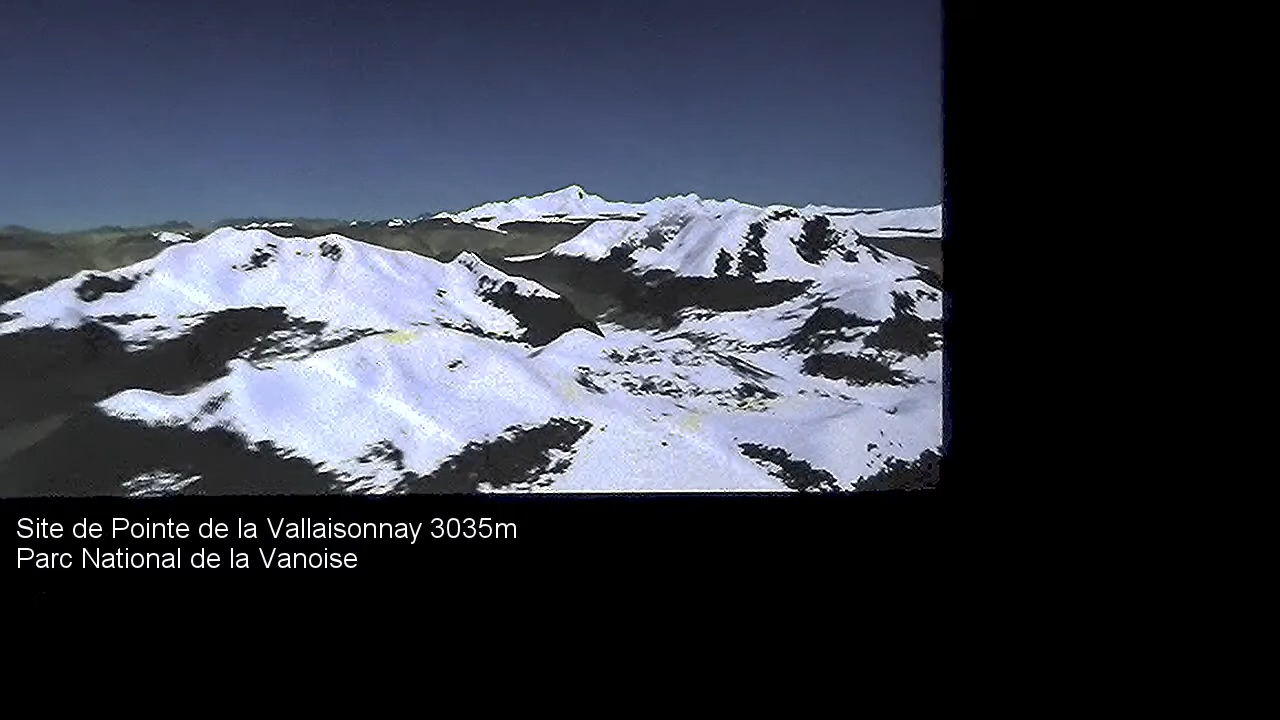 Site de Pointe de la Vallaisonnay 3035m
Parc National de la Vanoise